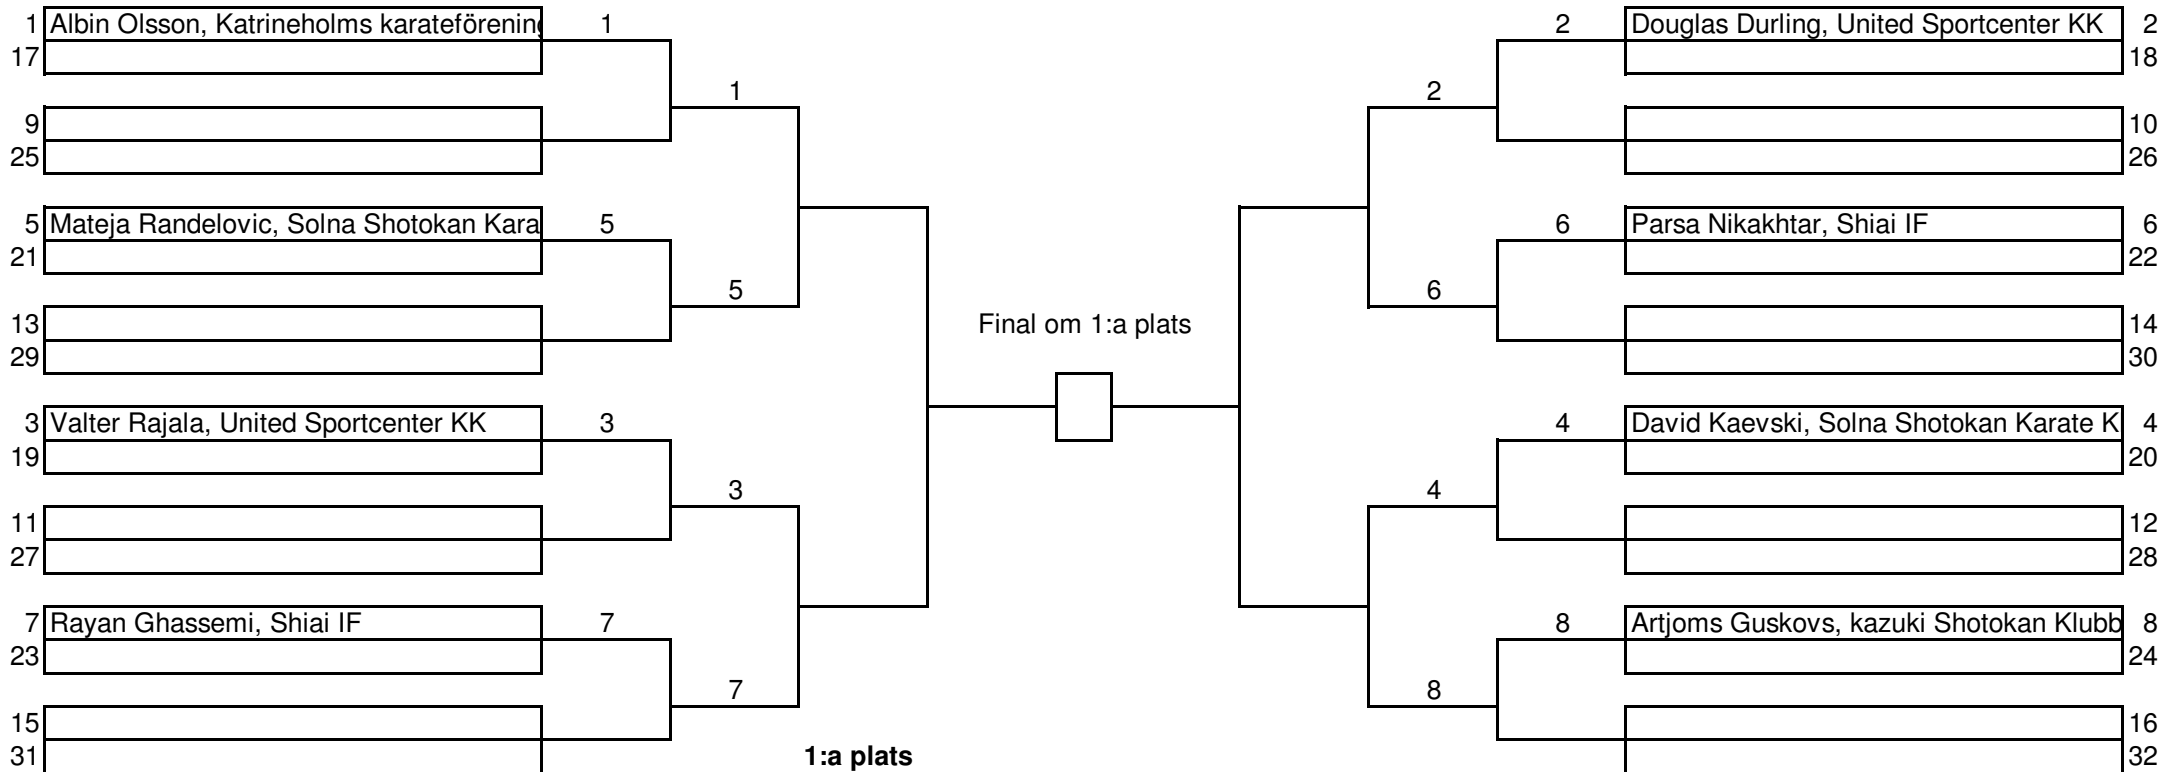 1 Albin Olsson, Katrineholms karateförening 1 2 Douglas Durling, United Sportcenter KK 2
17 18
1 2
9 10
25 26
5 Mateja Randelovic, Solna Shotokan Kara 5 6 Parsa Nikakhtar, Shiai IF 6
21 22
5 6
13 Final om 1:a plats 14
29 30
3 Valter Rajala, United Sportcenter KK 3 4 David Kaevski, Solna Shotokan Karate K 4
19 20
3 4
11 12
27 28
7 Rayan Ghassemi, Shiai IF 7 8 Artjoms Guskovs, kazuki Shotokan Klubb 8
23 24
7 8
15 16
31 1:a plats 32